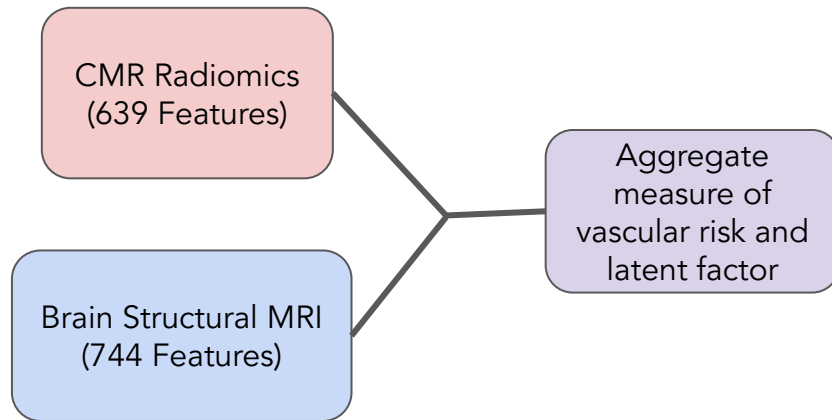 CMR Radiomics
(639 Features)
Aggregate
measure of
vascular risk and
latent factor
Brain Structural MRI
(744 Features)